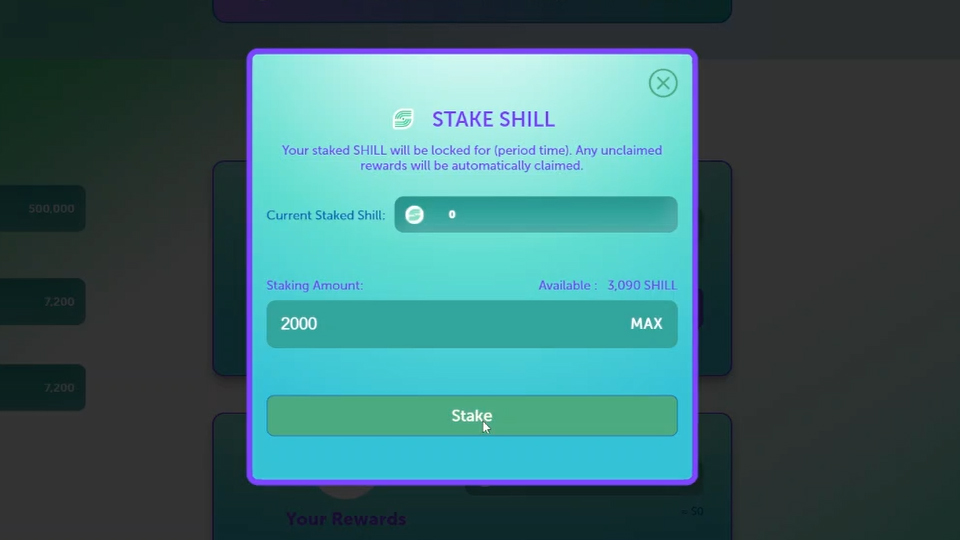 STAKE SHILL
Your staked SHILL will be locked for (period time). Any unclaimed
rewards will be automatically claimed.
500,000
Current Staked Shill: 0
Staking Amount: Available : 3,090 SHILL
7,200
2000 MAX
7,200
Stake
Your Rewards
≈ $0